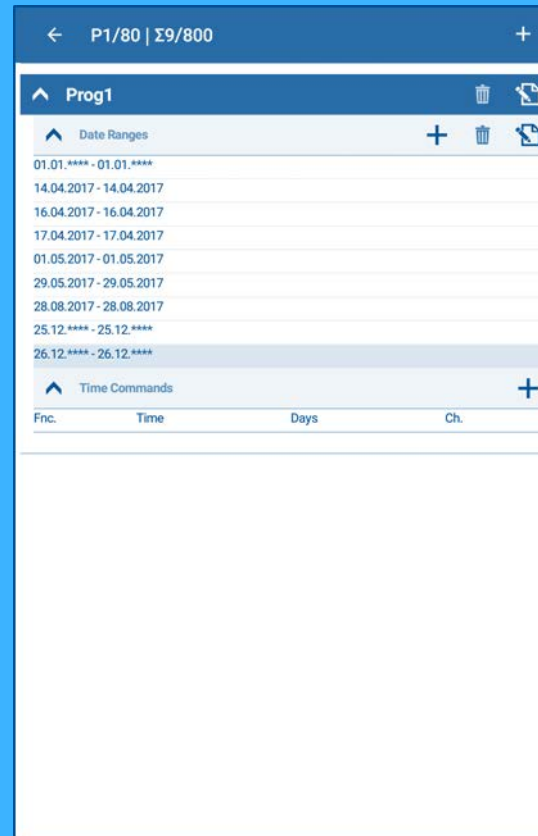 P1/80 | Σ9/800
Prog1
Date Ranges
01.01.**** - 01.01.****
14.04.2017 - 14.04.2017
16.04.2017 - 16.04.2017
17.04.2017 - 17.04.2017
01.05.2017 - 01.05.2017
29.05.2017 - 29.05.2017
28.08.2017 - 28.08.2017
25.12.**** - 25.12.****
26.12.**** - 26.12.****
Time Commands
Fnc. Time Days Ch.